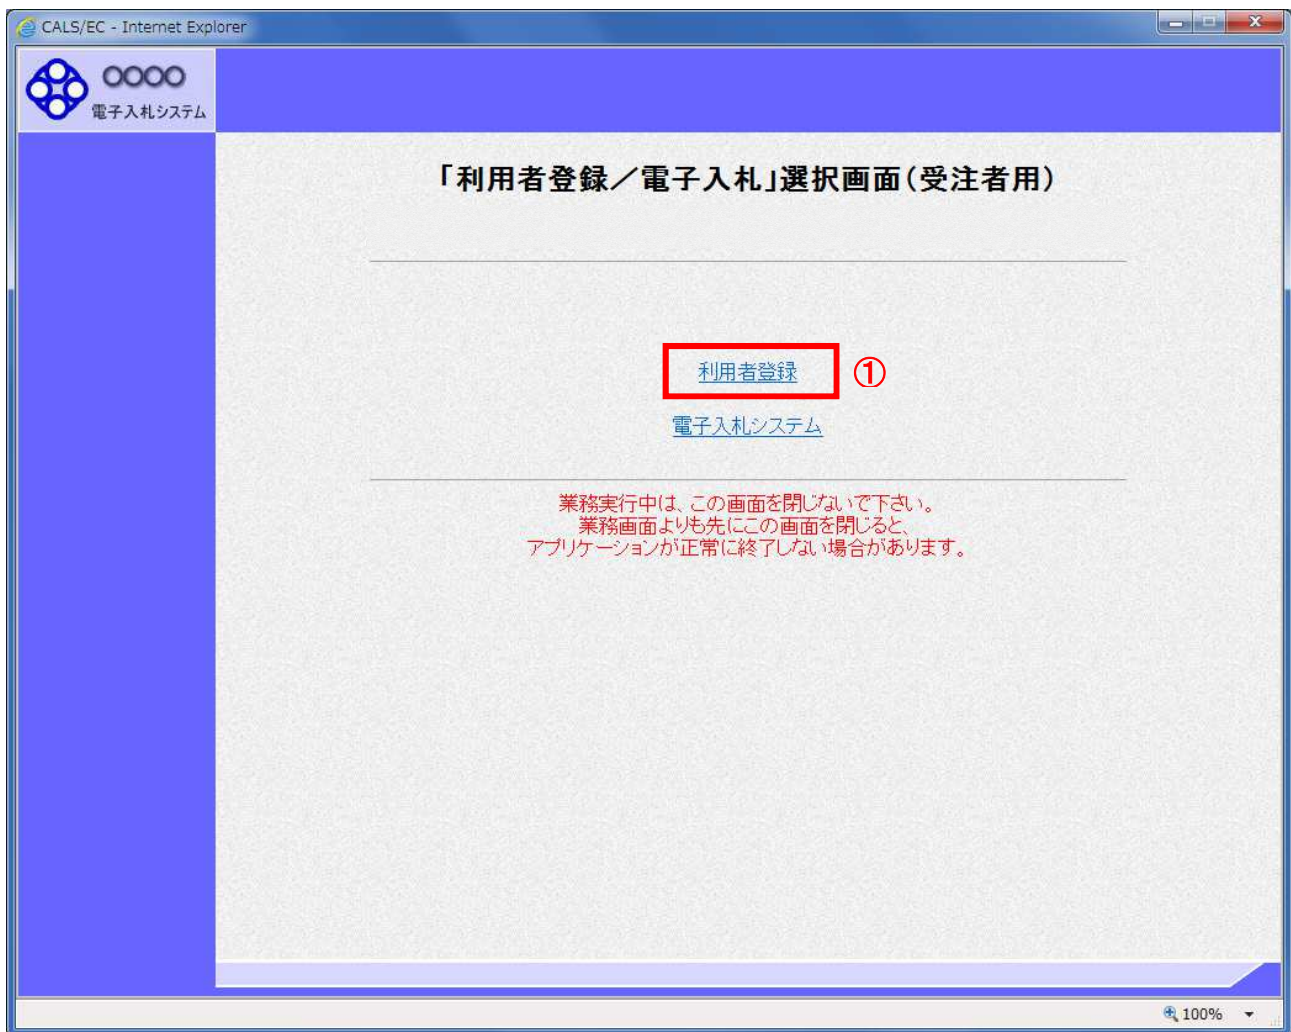 CALS/EC - Internet Explorer
○○○○
電子入札システム
「利用者登録／電子入札」選択画面(受注者用)
利用者登録
①
電子入札システム
業務実行中は、この画面を閉じないで下さい。
業務画面よりも先にこの画面を閉じると、
アプリケーションが正常に終了しない場合があります。
100%